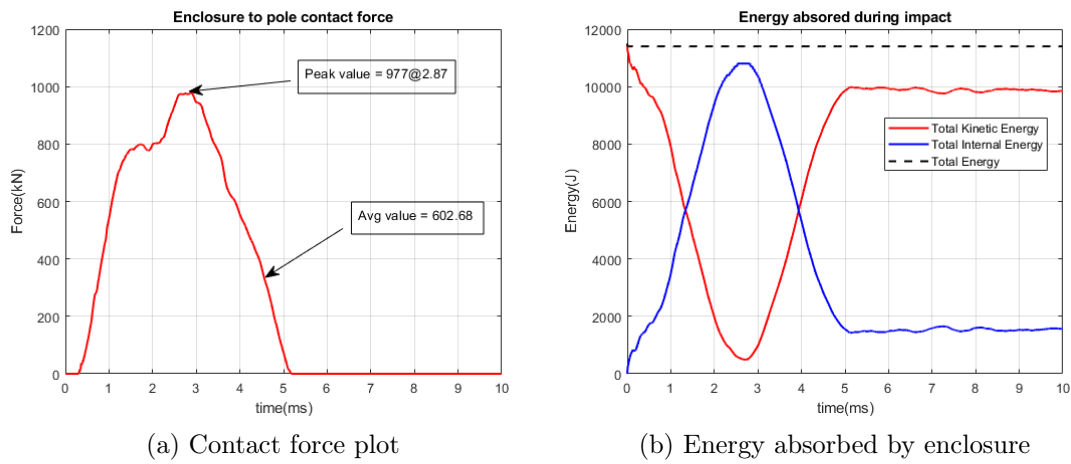 Enclosure to pole contact force
1200
1000
800
600
400
200
0
Force(kN)
Peak value = 977@2.87
Avg value = 602.68
0 1 2 3 4 5 6 7 8 9 10
time(ms)
(a) Contact force plot
Energy absored during impact
12000
10000
8000
6000
4000
2000
0
Energy(J)
Total Kinetic Energy
Total Internal Energy
Total Energy
0 1 2 3 4 5 6 7 8 9 10
time(ms)
(b) Energy absorbed by enclosure